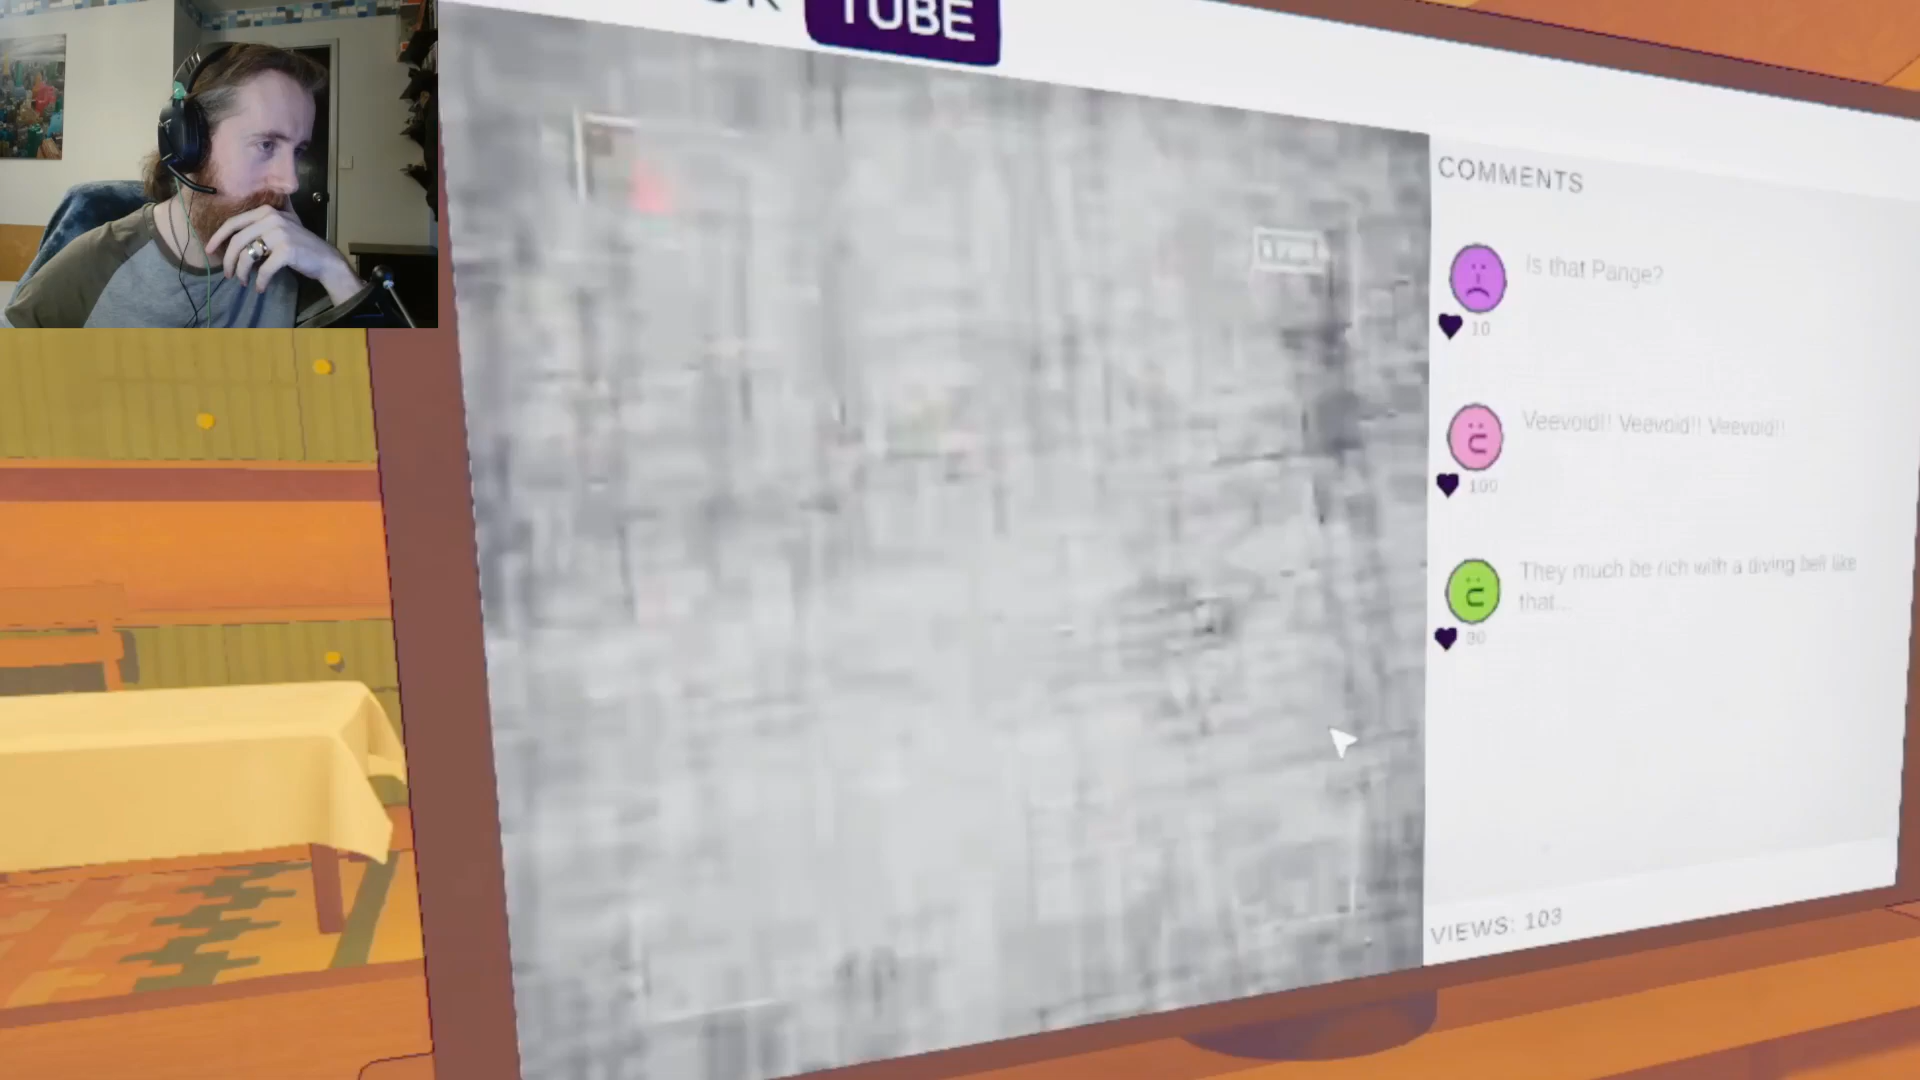 TUBE
COMMENTS
Is that Pange?
10
Veevoid!! Veevoid!! Veevoid!!
100
They much be rich with a diving bell like
that...
VIEWS: 103